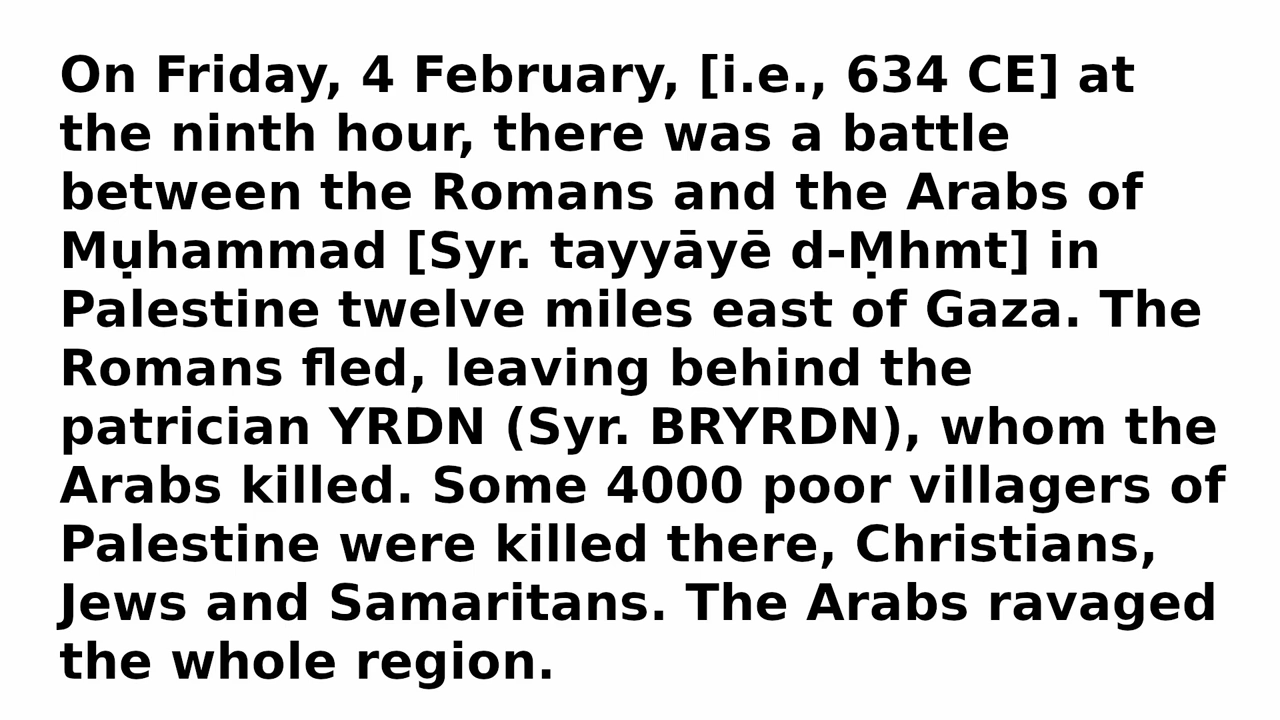 On Friday, 4 February, [i.e., 634 CE] at
the ninth hour, there was a battle
between the Romans and the Arabs of
Mụhammad [Syr. tayyāyē d-Ṃhmt] in
Palestine twelve miles east of Gaza. The
Romans fled, leaving behind the
patrician YRDN (Syr. BRYRDN), whom the
Arabs killed. Some 4000 poor villagers of
Palestine were killed there, Christians,
Jews and Samaritans. The Arabs ravaged
the whole region.